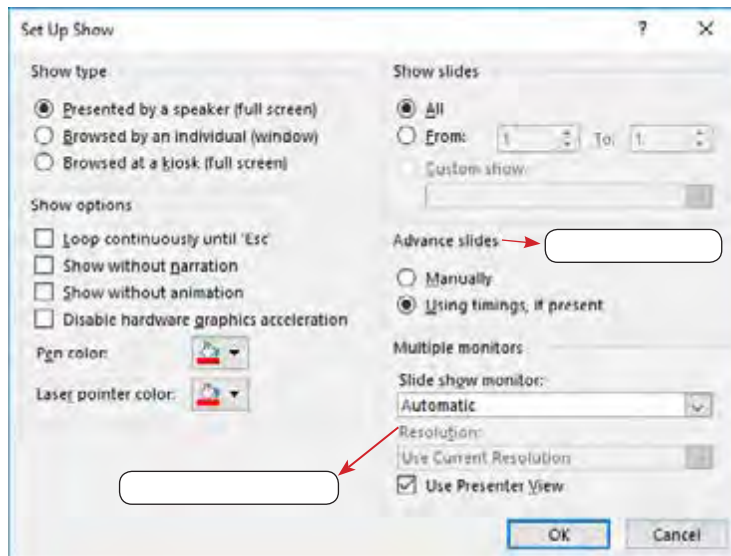 Set Up Show
Show type
Presented by a speaker (full screen)
Browsed by an individual (window)
Browsed at a kiosk (full screen)
Show options
Loop continuously until 'Esc'
Show without narration
Show without animation
Disable hardware graphics acceleration
Pen color:
Laser pointer color:
Show slides
All
From: 1 To: 1
Custom show:
Advance slides
Manually
Using timings, if present
Multiple monitors
Slide show monitor:
Automatic
Resolution:
Use Current Resolution
Use Presenter View
OK Cancel